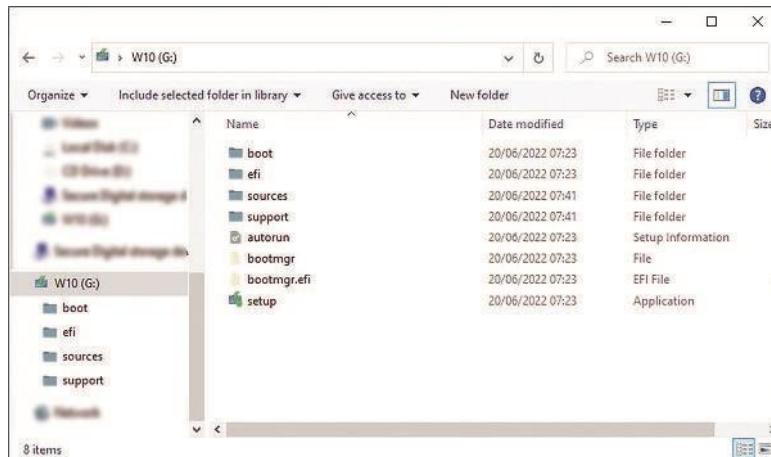 W10 (G:)
Search W10 (G:)
Organize
Include selected folder in library
Give access to
New folder
Name
Date modified
Type
Size
boot
20/06/2022 07:23
File folder
efi
20/06/2022 07:23
File folder
sources
20/06/2022 07:41
File folder
support
20/06/2022 07:41
File folder
autorun
20/06/2022 07:23
Setup Information
bootmgr
20/06/2022 07:23
File
bootmgr.efi
20/06/2022 07:23
EFI File
setup
20/06/2022 07:23
Application
W10 (G:)
boot
efi
sources
support
8 items